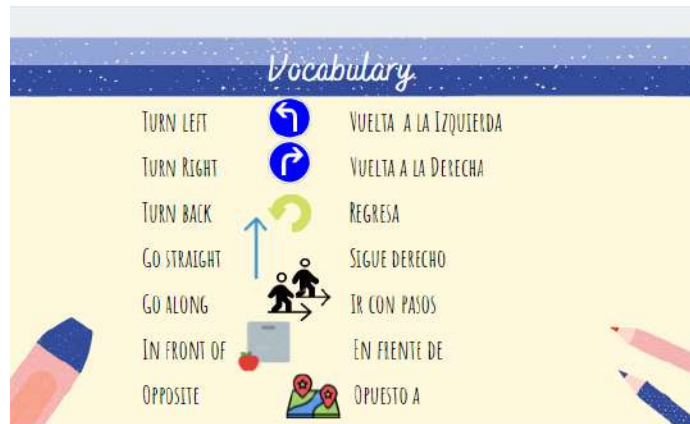 Vocabulary
Turn left Vuelta a la Izquierda
Turn Right Vuelta a la Derecha
Turn back Regresa
Go straight Sigue derecho
Go along Ir con pasos
In front of En frente de
Opposite Opuesto a